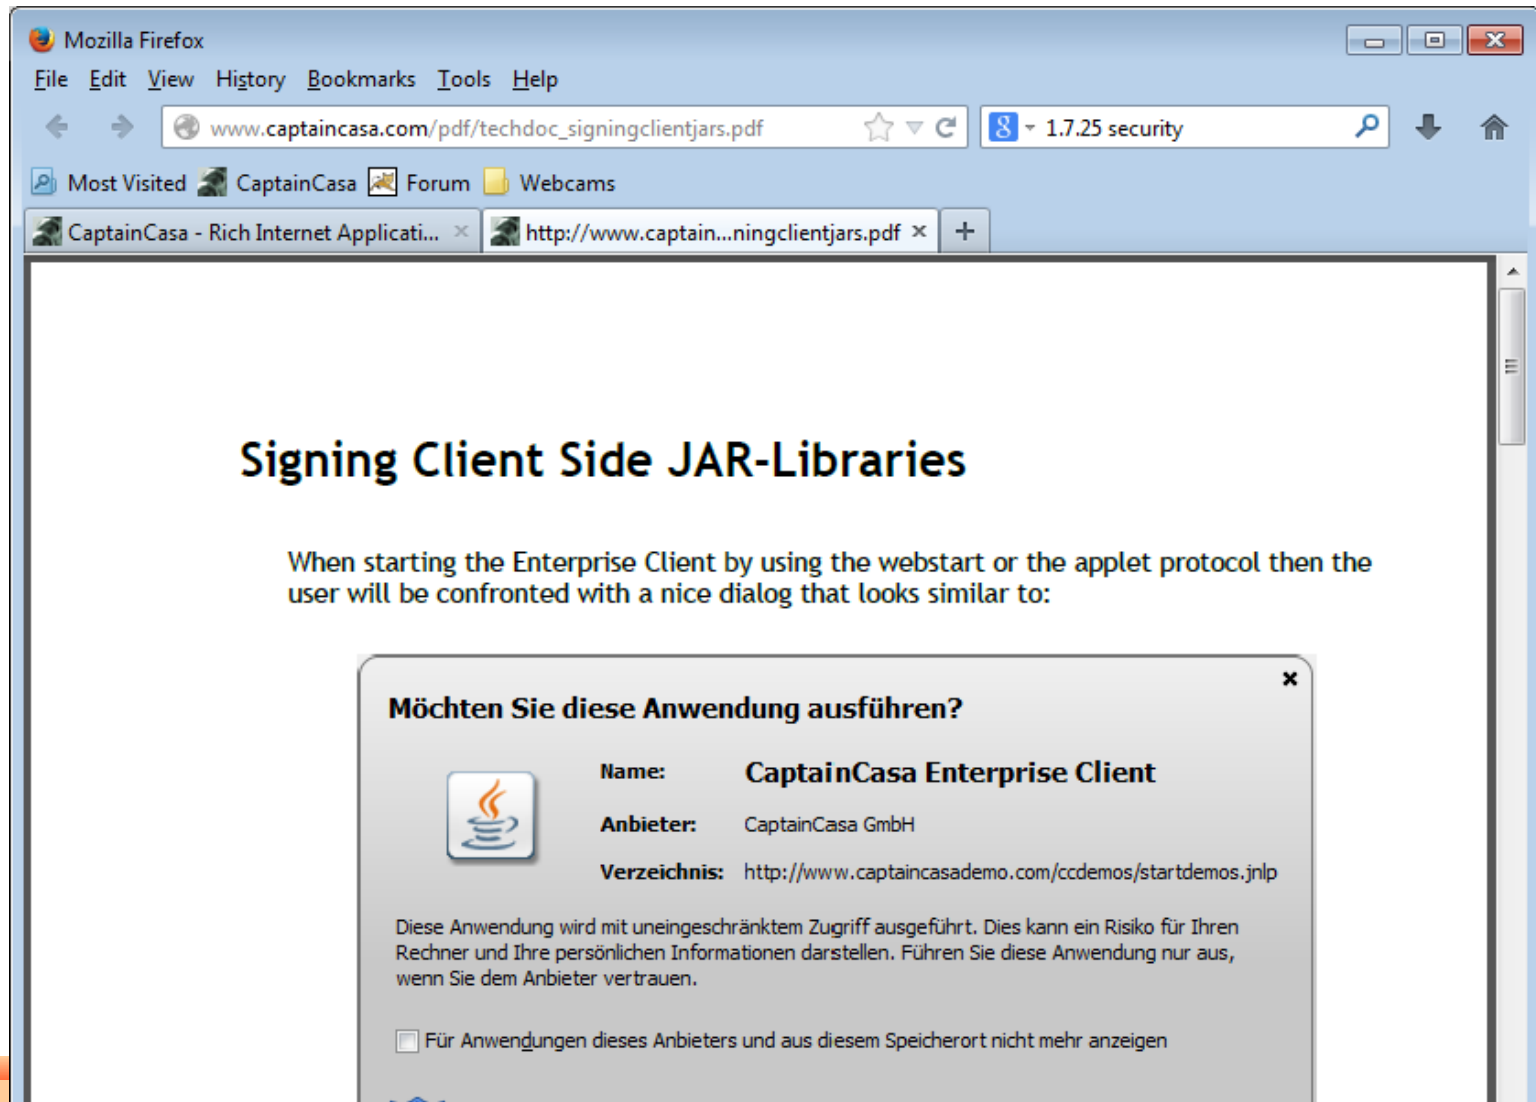 Mozilla Firefox
File Edit View History Bookmarks Tools Help
www.captaincasa.com/pdf/techdoc_signingclientjars.pdf 8 1.7.25 security
Most Visited CaptainCasa Forum Webcams
CaptainCasa - Rich Internet Applicati... × http://www.captain...ningclientjars.pdf × +
Signing Client Side JAR-Libraries
When starting the Enterprise Client by using the webstart or the applet protocol then the
user will be confronted with a nice dialog that looks similar to:
Möchten Sie diese Anwendung ausführen?
Name: CaptainCasa Enterprise Client
Anbieter: CaptainCasa GmbH
Verzeichnis: http://www.captaincasademo.com/ccdemos/startdemos.jnlp
Diese Anwendung wird mit uneingeschränktem Zugriff ausgeführt. Dies kann ein Risiko für Ihren
Rechner und Ihre persönlichen Informationen darstellen. Führen Sie diese Anwendung nur aus,
wenn Sie dem Anbieter vertrauen.
Für Anwendungen dieses Anbieters und aus diesem Speicherort nicht mehr anzeigen